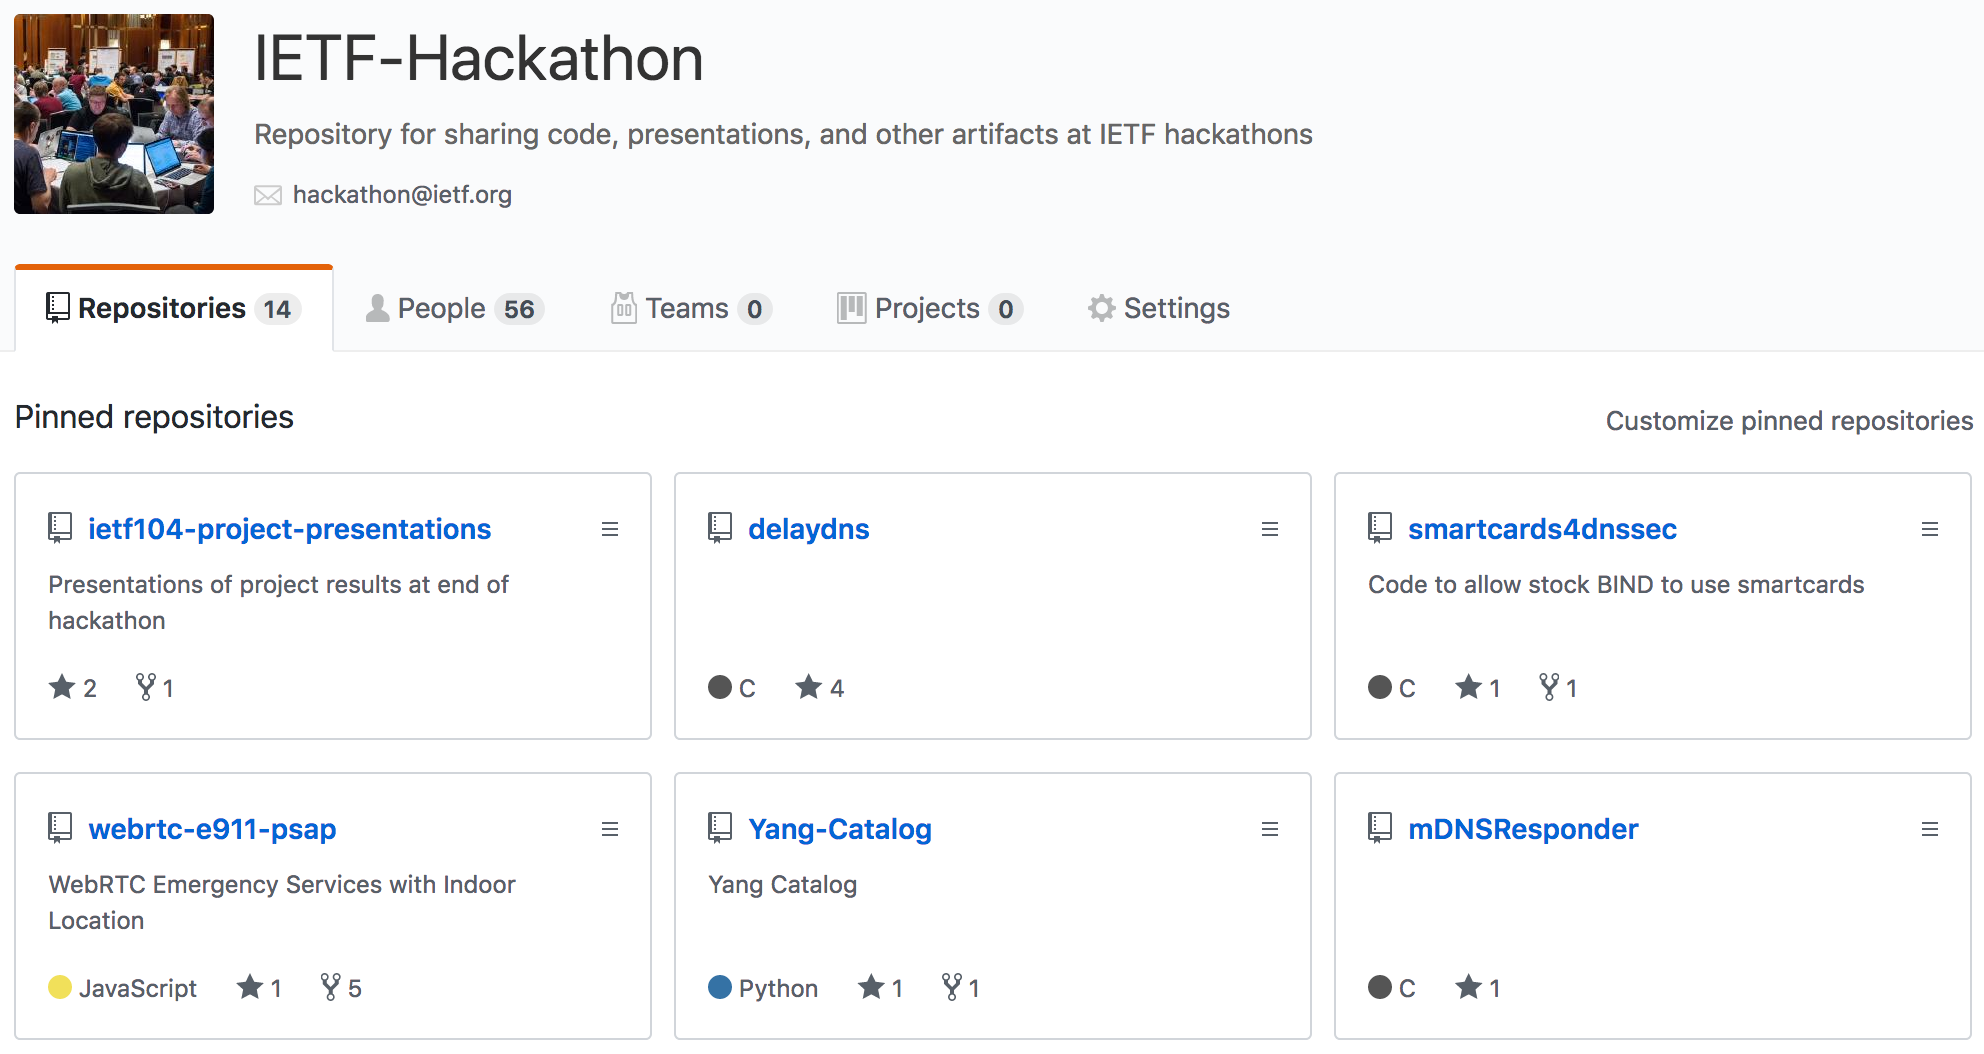 IETF-Hackathon
Repository for sharing code, presentations, and other artifacts at IETF hackathons
hackathon@ietf.org
Repositories 14 People 56 Teams 0 Projects 0 Settings
Pinned repositories
Customize pinned repositories
ietf104-project-presentations
Presentations of project results at end of
hackathon
2 1
delaydns
C 4
smartcards4dnssec
Code to allow stock BIND to use smartcards
C 1 1
webrtc-e911-psap
WebRTC Emergency Services with Indoor
Location
JavaScript 1 5
Yang-Catalog
Yang Catalog
Python 1 1
mDNSResponder
C 1